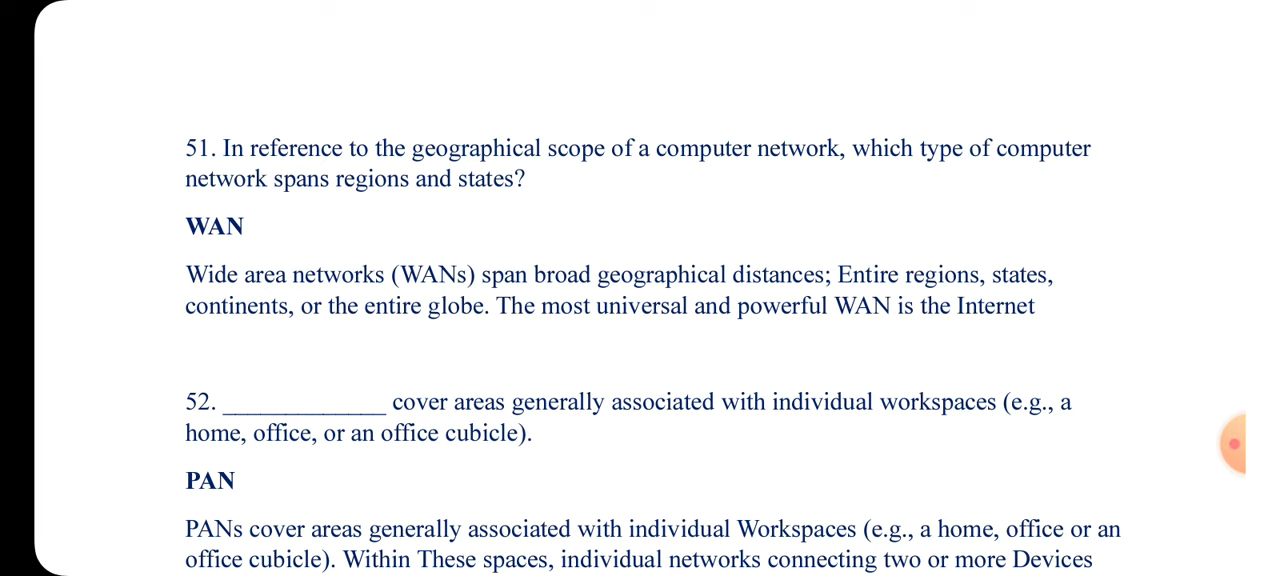 51. In reference to the geographical scope of a computer network, which type of computer
network spans regions and states?
WAN
Wide area networks (WANs) span broad geographical distances; Entire regions, states,
continents, or the entire globe. The most universal and powerful WAN is the Internet
52. _____________ cover areas generally associated with individual workspaces (e.g., a
home, office, or an office cubicle).
PAN
PANs cover areas generally associated with individual Workspaces (e.g., a home, office or an
office cubicle). Within These spaces, individual networks connecting two or more Devices